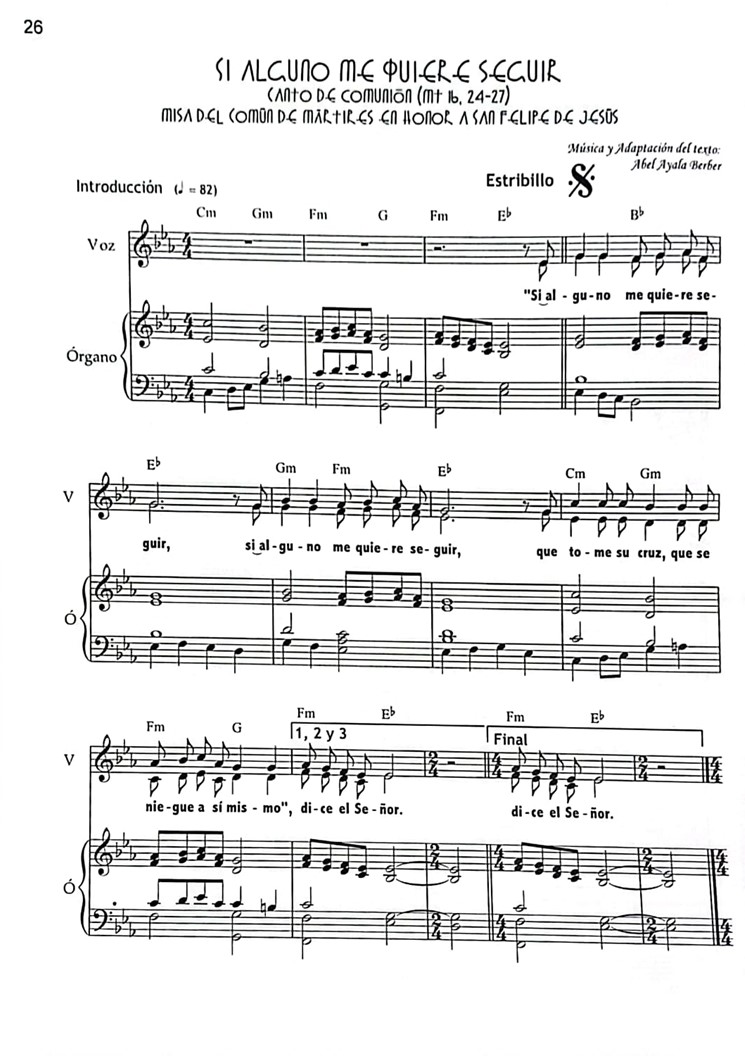 26
SI ALGUNO ME QUIERE SEGUIR
CANTO DE COMUNIÓN (MT 16, 24-27)
MISA DEL COMÚN DE MÁRTIRES EN HONOR A SAN FELIPE DE JESÚS
Música y Adaptación del texto:
Abel Ayala Berber
Introducción (♩ = 82)
Estribillo
Cm Gm Fm G Fm E♭ B♭
Voz
"Si al - gu - no me quie - re se-
Órgano
4/4
E♭ Gm Fm E♭ Cm Gm
V
guir, si al - gu - no me quie - re se - guir, que to - me su cruz, que se
Ó
Fm G Fm E♭ Fm E♭
1, 2 y 3 Final
V
nie - gue a sí mis - mo", di - ce el Se - ñor. di - ce el Se - ñor.
Ó
2/4 4/4 2/4 4/4